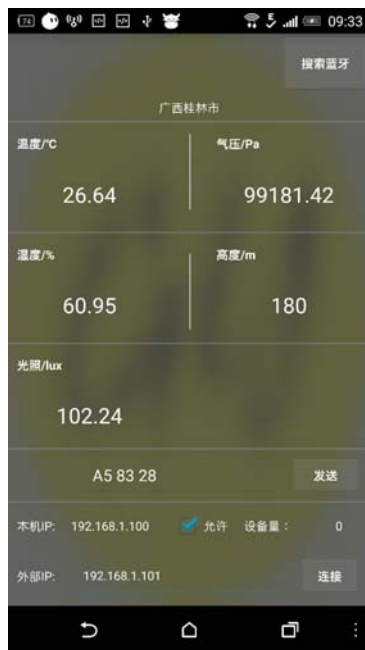 74 09:33
搜索蓝牙
广西桂林市
温度/℃ 气压/Pa
26.64 99181.42
湿度/% 高度/m
60.95 180
光照/lux
102.24
A5 83 28 发送
本机IP: 192.168.1.100 允许 设备量： 0
外部IP: 192.168.1.101 连接